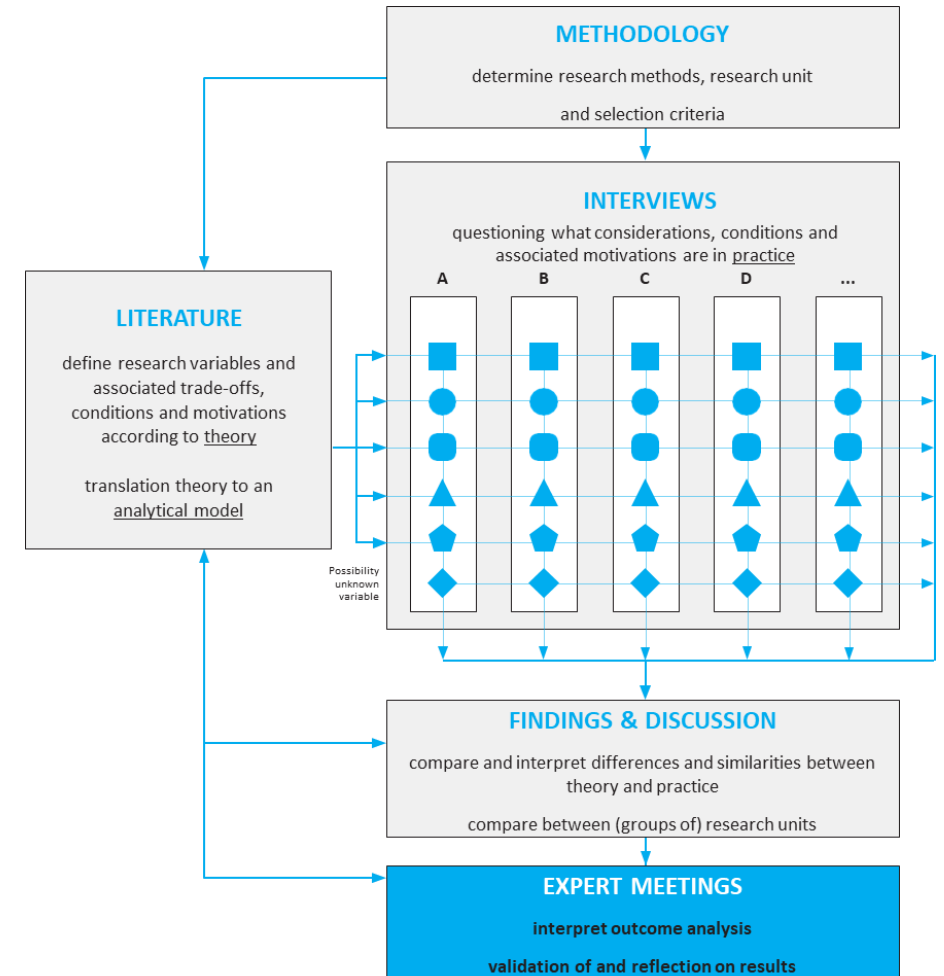 METHODOLOGY
determine research methods, research unit
and selection criteria
INTERVIEWS
questioning what considerations, conditions and
associated motivations are in practice
A B C D ...
LITERATURE
define research variables and
associated trade-offs,
conditions and motivations
according to theory
translation theory to an
analytical model
Possibility
unknown
variable
FINDINGS & DISCUSSION
compare and interpret differences and similarities between
theory and practice
compare between (groups of) research units
EXPERT MEETINGS
interpret outcome analysis
validation of and reflection on results